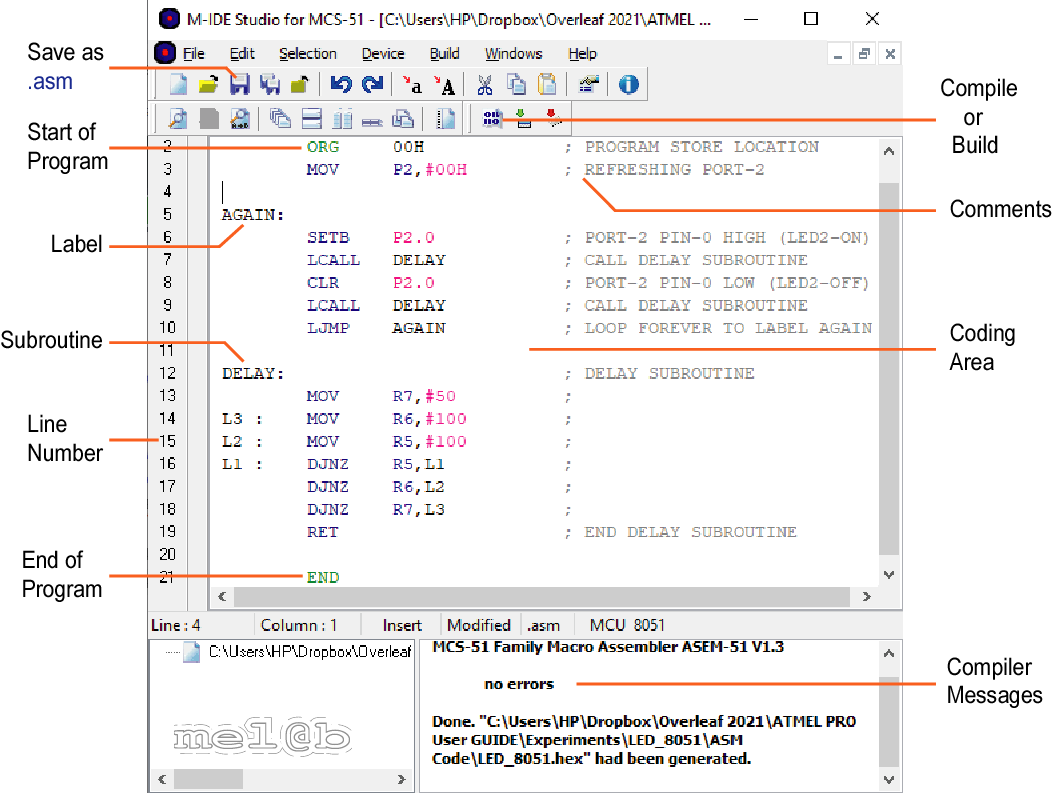 M-IDE Studio for MCS-51 - [C:\Users\HP\Dropbox\Overleaf 2021\ATMEL ...
File Edit Selection Device Build Windows Help
Save as
.asm
Compile
or
Build
Start of
Program
Comments
Label
Subroutine
Coding
Area
Line
Number
End of
Program
2 ORG 00H ; PROGRAM STORE LOCATION
3 MOV P2,#00H ; REFRESHING PORT-2
4
5 AGAIN:
6 SETB P2.0 ; PORT-2 PIN-0 HIGH (LED2-ON)
7 LCALL DELAY ; CALL DELAY SUBROUTINE
8 CLR P2.0 ; PORT-2 PIN-0 LOW (LED2-OFF)
9 LCALL DELAY ; CALL DELAY SUBROUTINE
10 LJMP AGAIN ; LOOP FOREVER TO LABEL AGAIN
11
12 DELAY: ; DELAY SUBROUTINE
13 MOV R7,#50 ;
14 L3 : MOV R6,#100 ;
15 L2 : MOV R5,#100 ;
16 L1 : DJNZ R5,L1 ;
17 DJNZ R6,L2 ;
18 DJNZ R7,L3 ;
19 RET ; END DELAY SUBROUTINE
20
21 END
Line : 4 Column : 1 Insert Modified .asm MCU 8051
C:\Users\HP\Dropbox\Overleaf
me1@b
MCS-51 Family Macro Assembler ASEM-51 V1.3
no errors
Done. "C:\Users\HP\Dropbox\Overleaf 2021\ATMEL PRO
User GUIDE\Experiments\LED_8051\ASM
Code\LED_8051.hex" had been generated.
Compiler
Messages